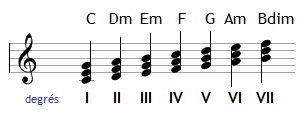 C Dm Em F G Am Bdim
degrés I II III IV V VI VII